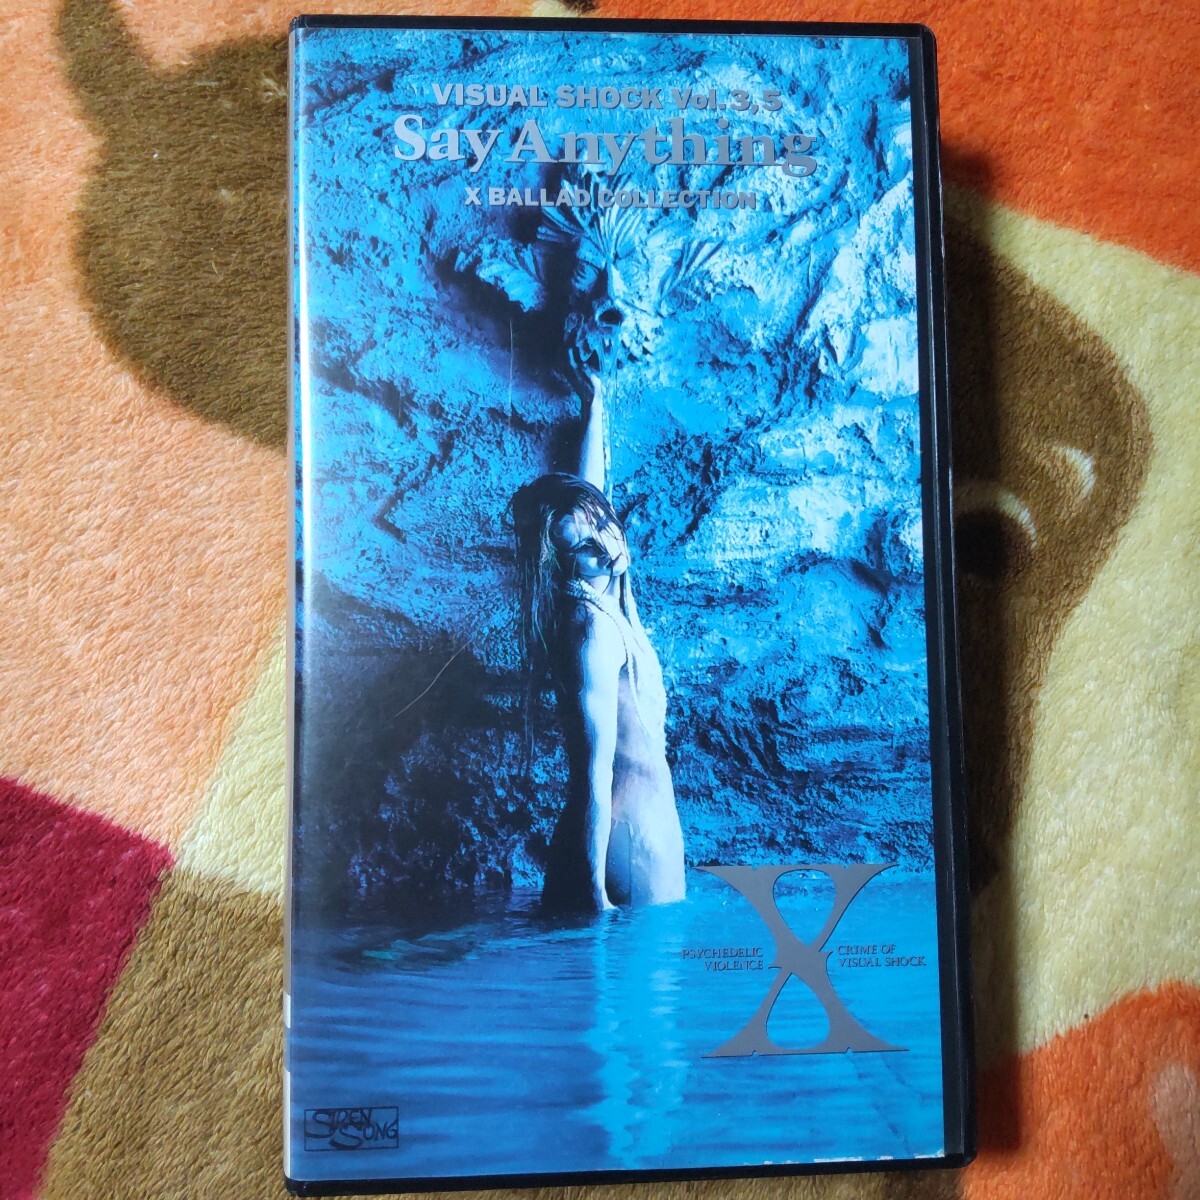 VISUAL SHOCK Vol.3.5
Say Anything
X BALLAD COLLECTION
X
PSYCHEDELIC
VIOLENCE
CRIME OF
VISUAL SHOCK
SIREN
SONG